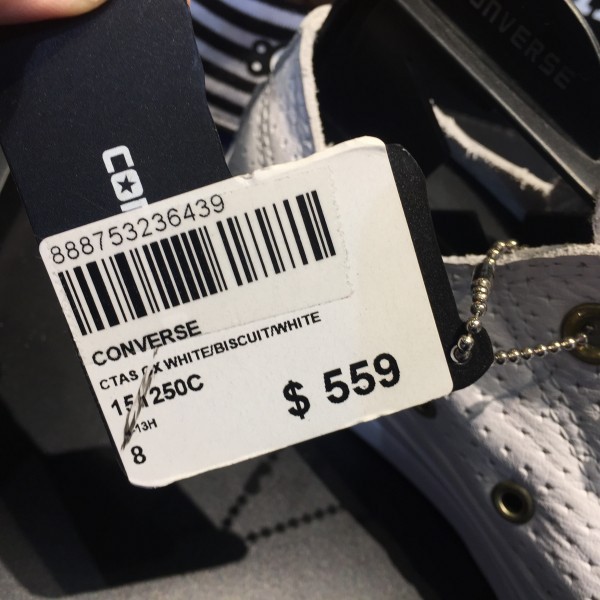 CONVERSE
888753236439
CONVERSE
CTAS WHITE/BISCUIT/WHITE
$ 559
8